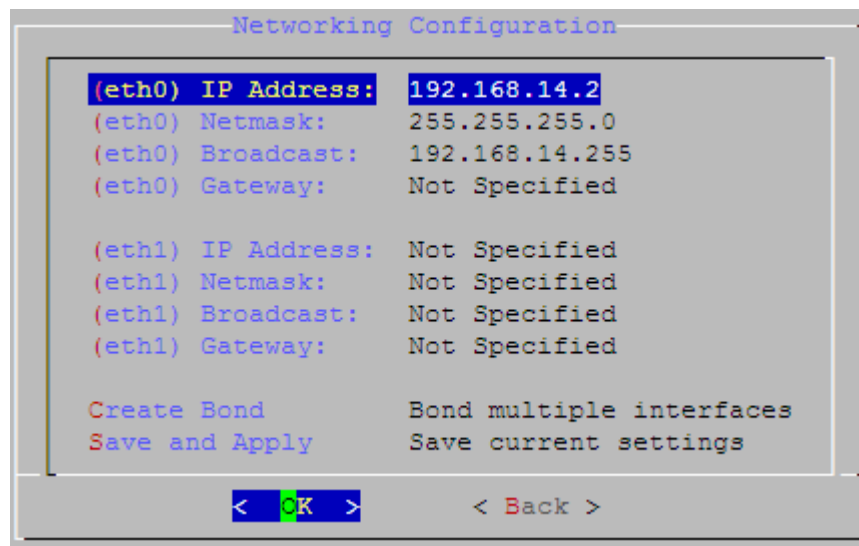 Networking Configuration
(eth0) IP Address: 192.168.14.2
(eth0) Netmask: 255.255.255.0
(eth0) Broadcast: 192.168.14.255
(eth0) Gateway: Not Specified
(eth1) IP Address: Not Specified
(eth1) Netmask: Not Specified
(eth1) Broadcast: Not Specified
(eth1) Gateway: Not Specified
Create Bond Bond multiple interfaces
Save and Apply Save current settings
< OK > < Back >